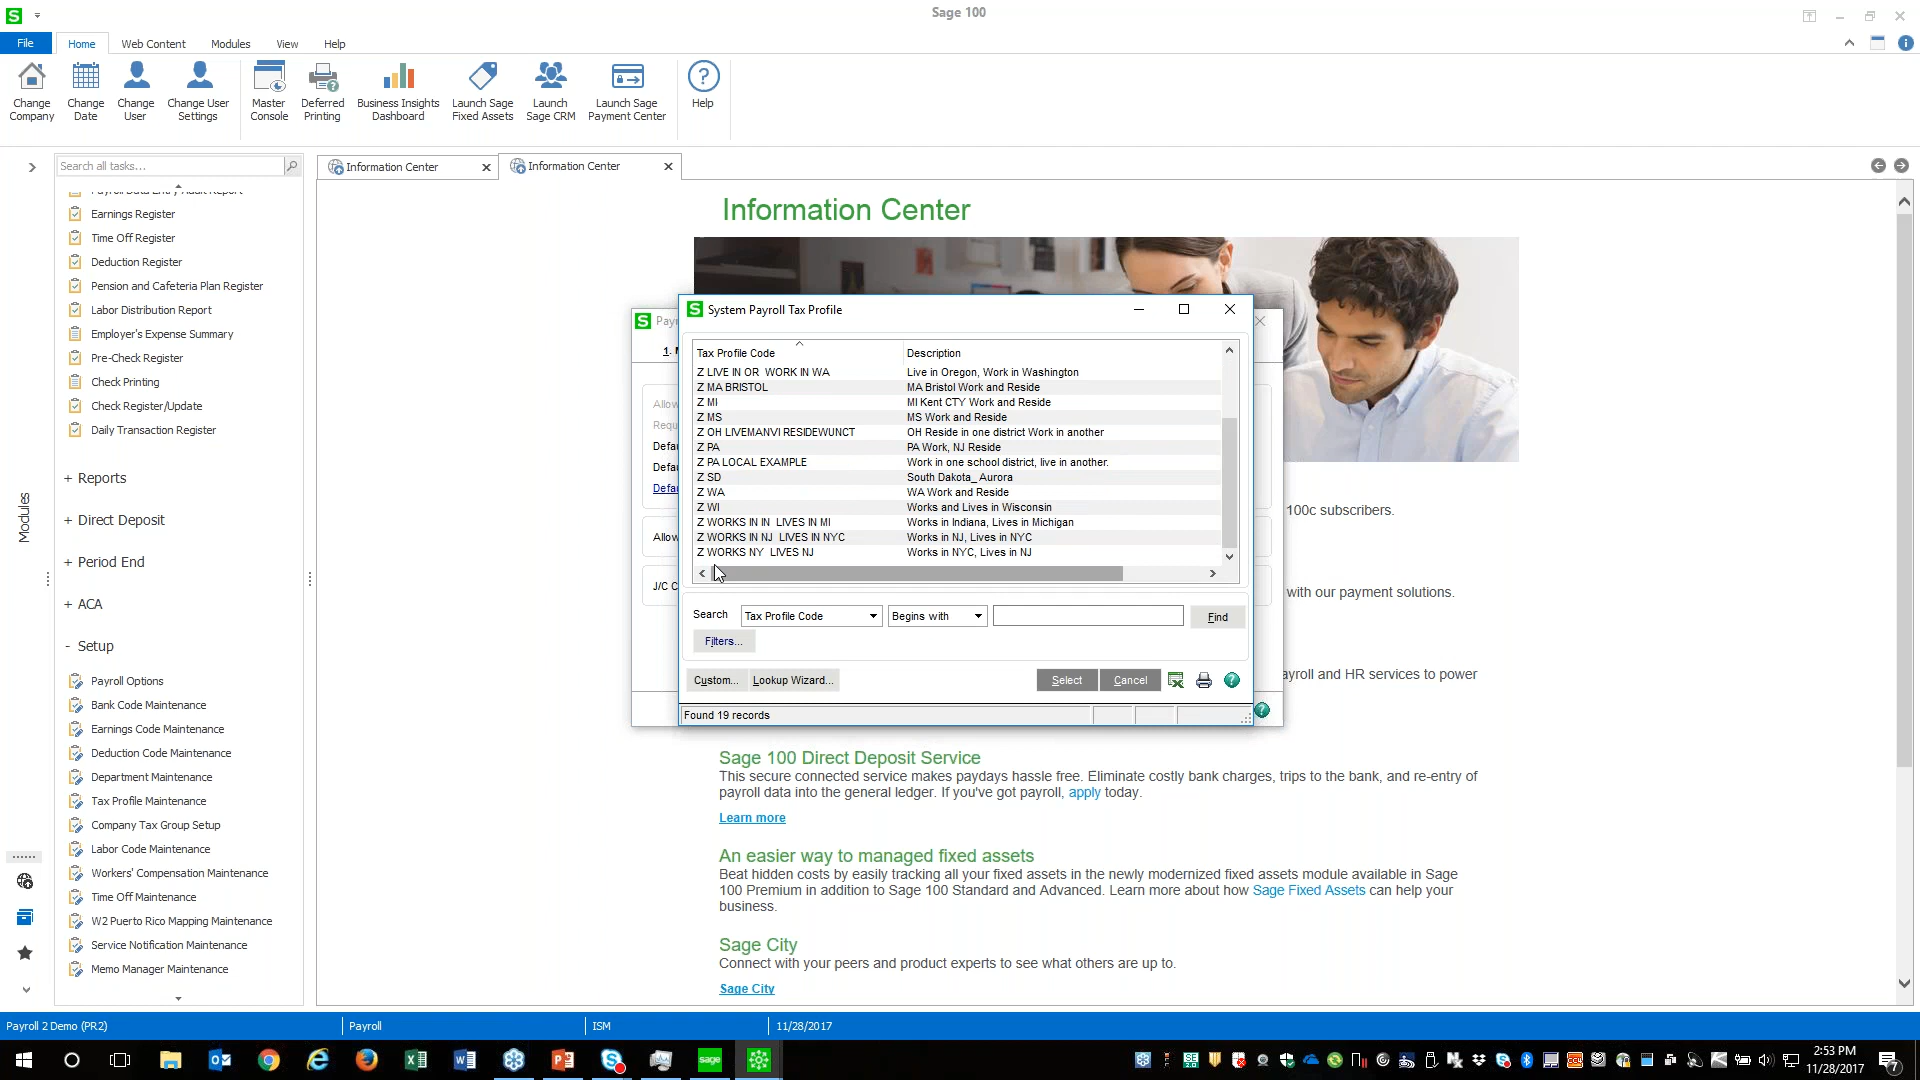 Sage 100
File
Home
Web Content
Modules
View
Help
Change Company
Change Date
Change User
Change User Settings
Master Console
Deferred Printing
Business Insights Dashboard
Launch Sage Fixed Assets
Launch Sage CRM
Launch Sage Payment Center
Help
Search all tasks...
Information Center
Information Center
Payroll Data Entry Audit Report
Earnings Register
Time Off Register
Deduction Register
Pension and Cafeteria Plan Register
Labor Distribution Report
Employer's Expense Summary
Pre-Check Register
Check Printing
Check Register/Update
Daily Transaction Register
+ Reports
+ Direct Deposit
+ Period End
+ ACA
- Setup
Payroll Options
Bank Code Maintenance
Earnings Code Maintenance
Deduction Code Maintenance
Department Maintenance
Tax Profile Maintenance
Company Tax Group Setup
Labor Code Maintenance
Workers' Compensation Maintenance
Time Off Maintenance
W2 Puerto Rico Mapping Maintenance
Service Notification Maintenance
Memo Manager Maintenance
Modules
Information Center
Pay
1.
Allow
Requ
Defau
Defau
Defau
Allow
J/C C
System Payroll Tax Profile
Tax Profile Code Description
Z LIVE IN OR WORK IN WA Live in Oregon, Work in Washington
Z MA BRISTOL MA Bristol Work and Reside
Z MI MI Kent CTY Work and Reside
Z MS MS Work and Reside
Z OH LIVEMANVI RESIDEWUNCT OH Reside in one district Work in another
Z PA PA Work, NJ Reside
Z PA LOCAL EXAMPLE Work in one school district, live in another.
Z SD South Dakota_ Aurora
Z WA WA Work and Reside
Z WI Works and Lives in Wisconsin
Z WORKS IN IN LIVES IN MI Works in Indiana, Lives in Michigan
Z WORKS IN NJ LIVES IN NYC Works in NJ, Lives in NYC
Z WORKS NY LIVES NJ Works in NYC, Lives in NJ
Search Tax Profile Code Begins with Find
Filters...
Custom... Lookup Wizard... Select Cancel
Found 19 records
100c subscribers.
with our payment solutions.
ayroll and HR services to power
Sage 100 Direct Deposit Service
This secure connected service makes paydays hassle free. Eliminate costly bank charges, trips to the bank, and re-entry of
payroll data into the general ledger. If you've got payroll, apply today.
Learn more
An easier way to managed fixed assets
Beat hidden costs by easily tracking all your fixed assets in the newly modernized fixed assets module available in Sage
100 Premium in addition to Sage 100 Standard and Advanced. Learn more about how Sage Fixed Assets can help your
business.
Sage City
Connect with your peers and product experts to see what others are up to.
Sage City
Payroll 2 Demo (PR2) Payroll ISM 11/28/2017
sage
2:53 PM
11/28/2017
7